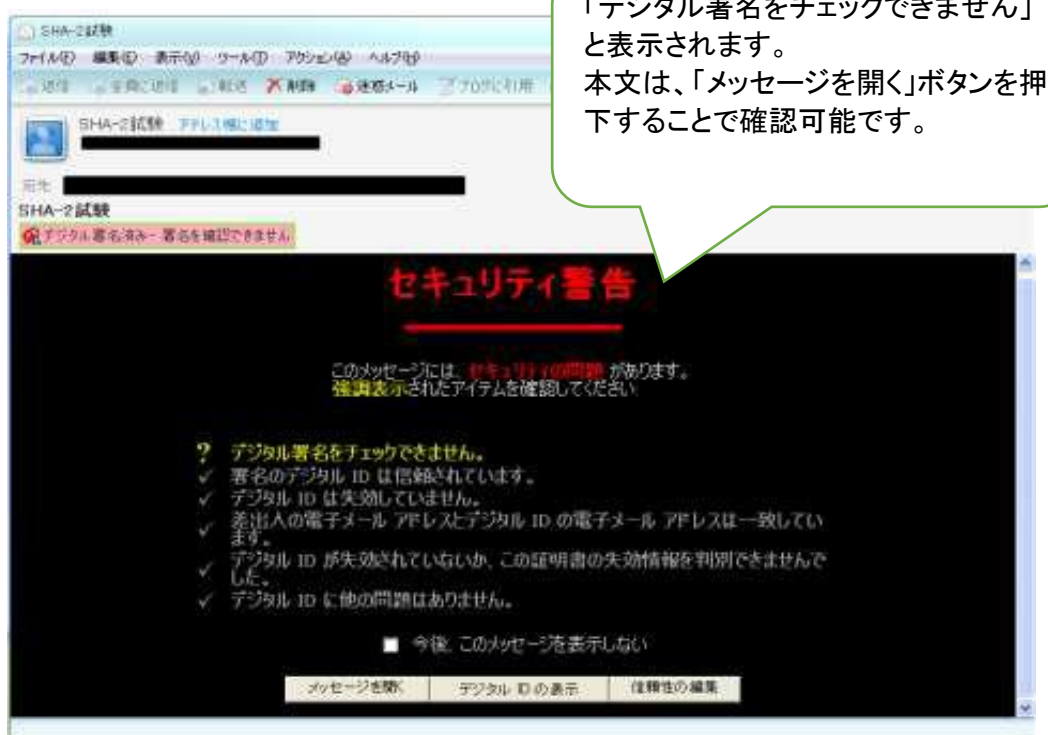 「デジタル署名をチェックできません」
と表示されます。
本文は、「メッセージを開く」ボタンを押
下することで確認可能です。
SHA-2試験
ファイル(F) 編集(E) 表示(V) ツール(T) アクション(A) ヘルプ(H)
返信 全員に返信 転送 削除 迷惑メール ブログに引用
SHA-2試験 アドレス帳に追加
宛先
SHA-2試験
デジタル署名済み - 署名を確認できません
セキュリティ警告
このメッセージには、セキュリティの問題 があります。
強調表示されたアイテムを確認してください
? デジタル署名をチェックできません。
✓ 署名のデジタル ID は信頼されています。
✓ デジタル ID は失効していません。
✓ 差出人の電子メール アドレスとデジタル ID の電子メール アドレスは一致してい
ます。
✓ デジタル ID が失効されていないか、この証明書の失効情報を判別できませんで
した。
✓ デジタル ID に他の問題はありません。
今後、このメッセージを表示しない
メッセージを開く デジタル ID の表示 信頼性の編集